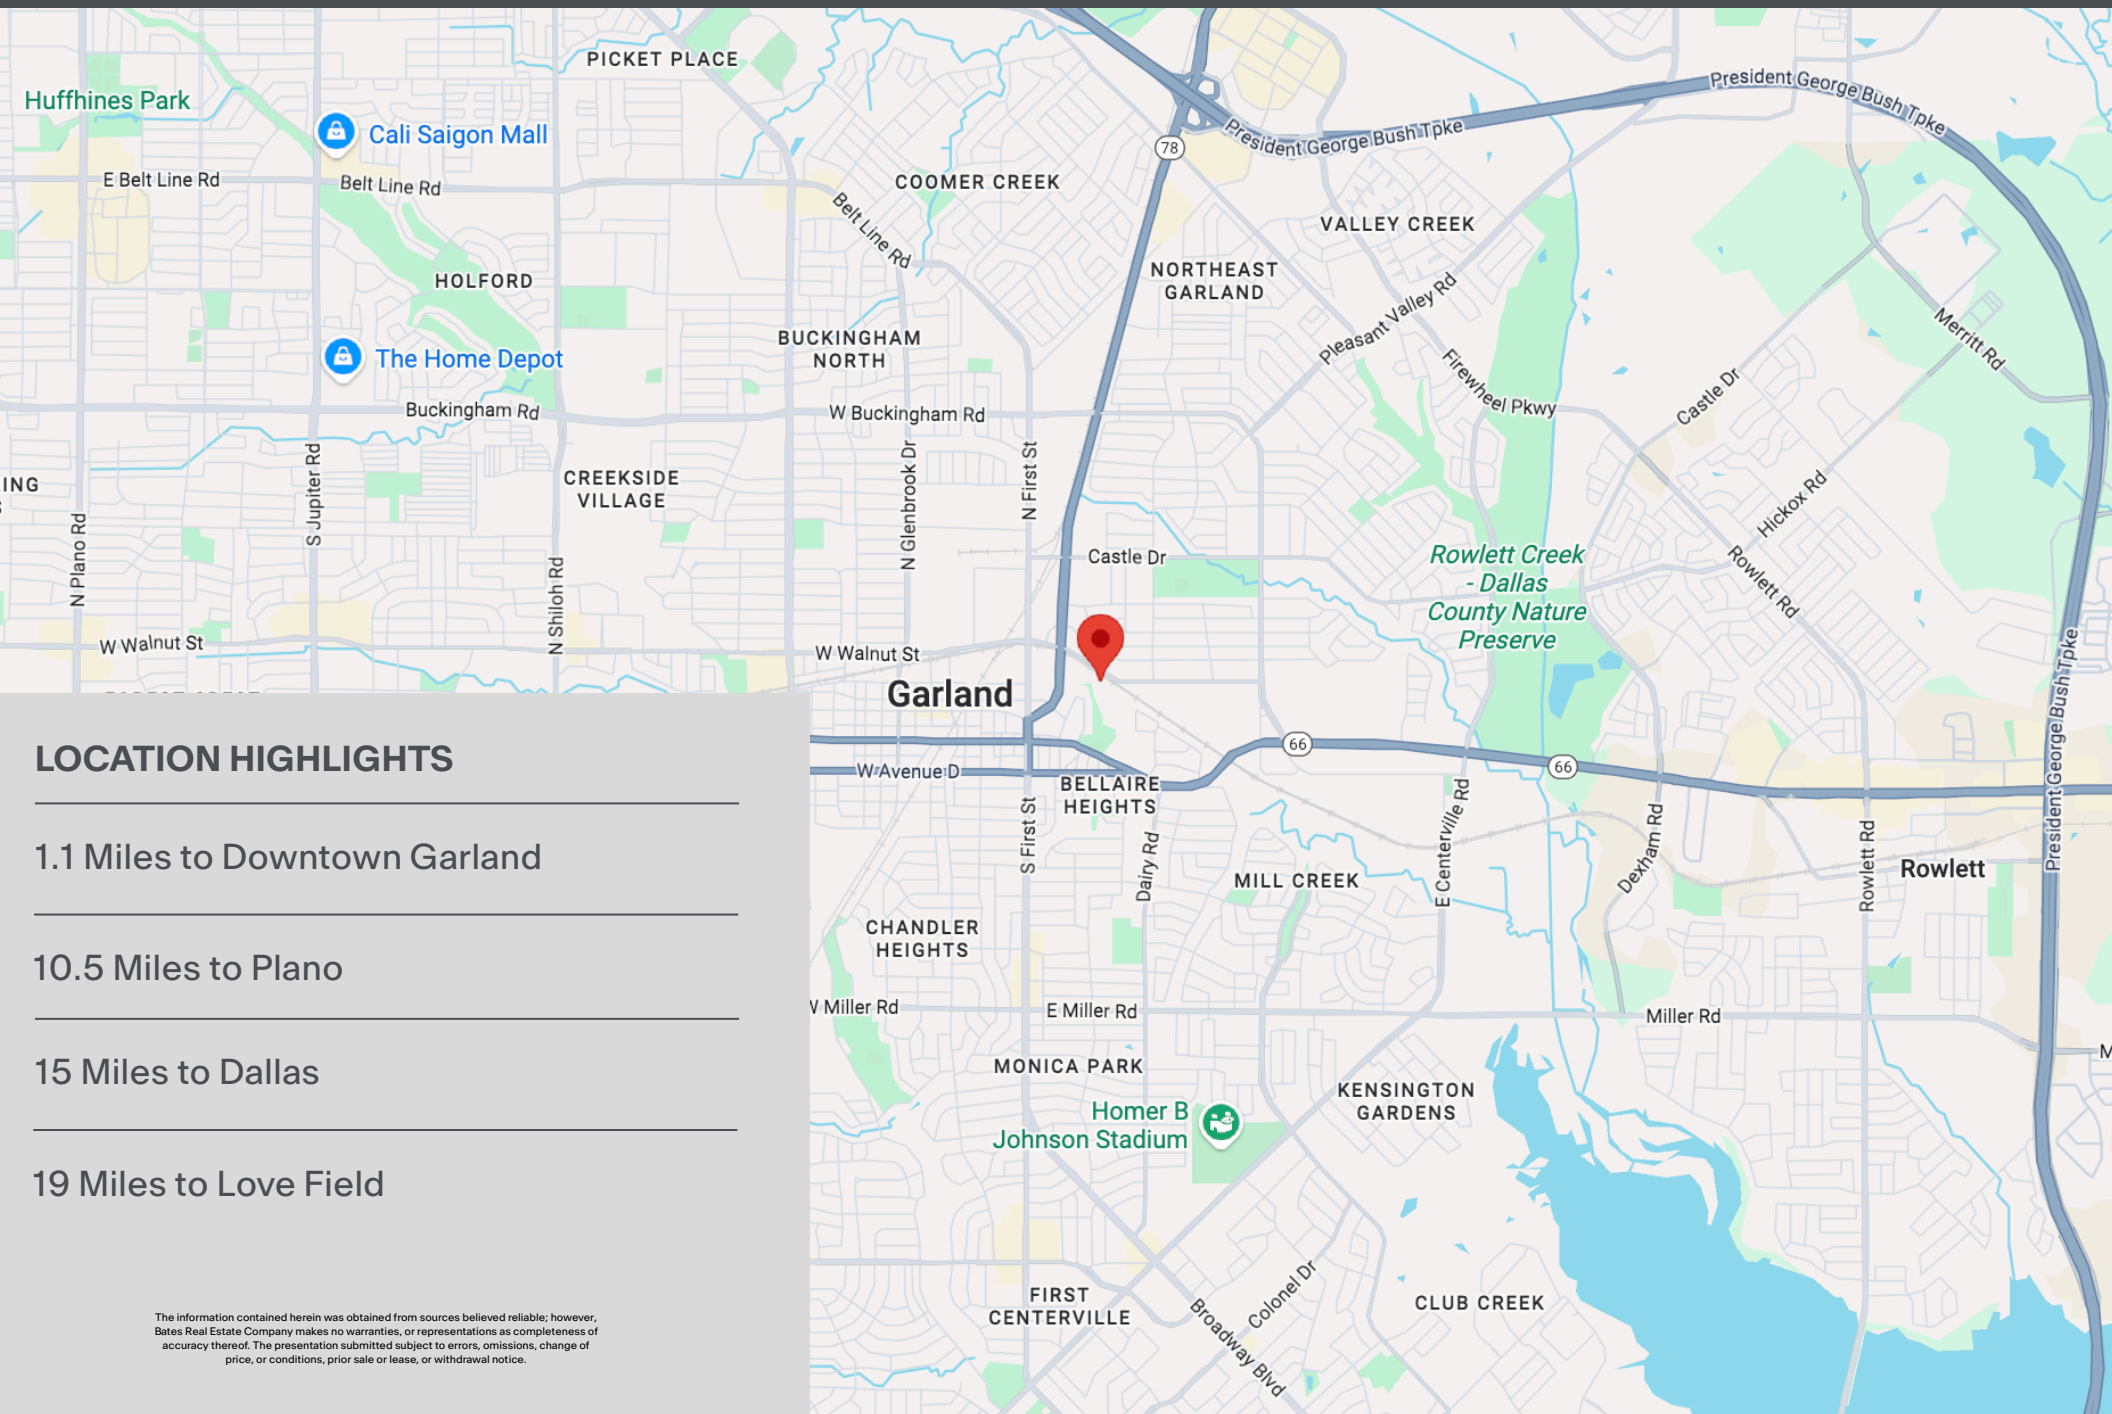 PICKET PLACE
Huffhines Park
Cali Saigon Mall
E Belt Line Rd
Belt Line Rd
Belt Line Rd
COOMER CREEK
78
President George Bush Tpke
President George Bush Tpke
VALLEY CREEK
HOLFORD
NORTHEAST
GARLAND
Pleasant Valley Rd
BUCKINGHAM
NORTH
The Home Depot
Firewheel Pkwy
Merritt Rd
Castle Dr
Buckingham Rd
W Buckingham Rd
ING
CREEKSIDE
VILLAGE
N Plano Rd
S Jupiter Rd
N Shiloh Rd
N Glenbrook Dr
N First St
Hickox Rd
Castle Dr
Rowlett Creek
- Dallas
County Nature
Preserve
Rowlett Rd
W Walnut St
W Walnut St
Garland
President George Bush Tpke
66
66
W Avenue D
BELLAIRE
HEIGHTS
S First St
Dairy Rd
E Centerville Rd
Dexham Rd
Rowlett Rd
Rowlett
MILL CREEK
CHANDLER
HEIGHTS
W Miller Rd
E Miller Rd
Miller Rd
M
MONICA PARK
KENSINGTON
GARDENS
Homer B
Johnson Stadium
FIRST
CENTERVILLE
Broadway Blvd
Colonel Dr
CLUB CREEK
LOCATION HIGHLIGHTS
1.1 Miles to Downtown Garland
10.5 Miles to Plano
15 Miles to Dallas
19 Miles to Love Field
The information contained herein was obtained from sources believed reliable; however,
Bates Real Estate Company makes no warranties, or representations as completeness of
accuracy thereof. The presentation submitted subject to errors, omissions, change of
price, or conditions, prior sale or lease, or withdrawal notice.